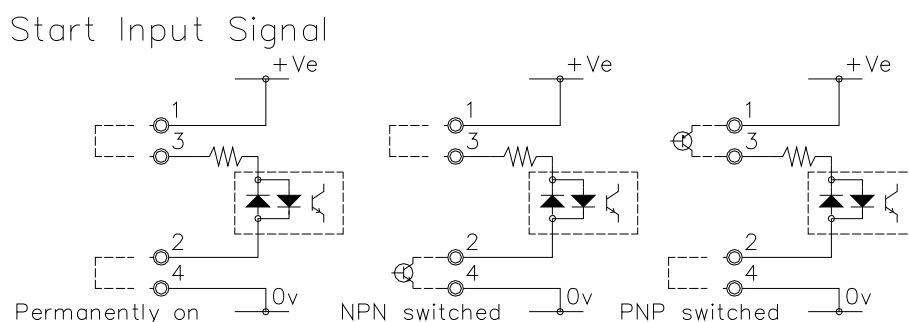 Start Input Signal
+Ve +Ve +Ve
1 1 1
3 3 3
2 2 2
4 4 4
0v 0v 0v
Permanently on NPN switched PNP switched